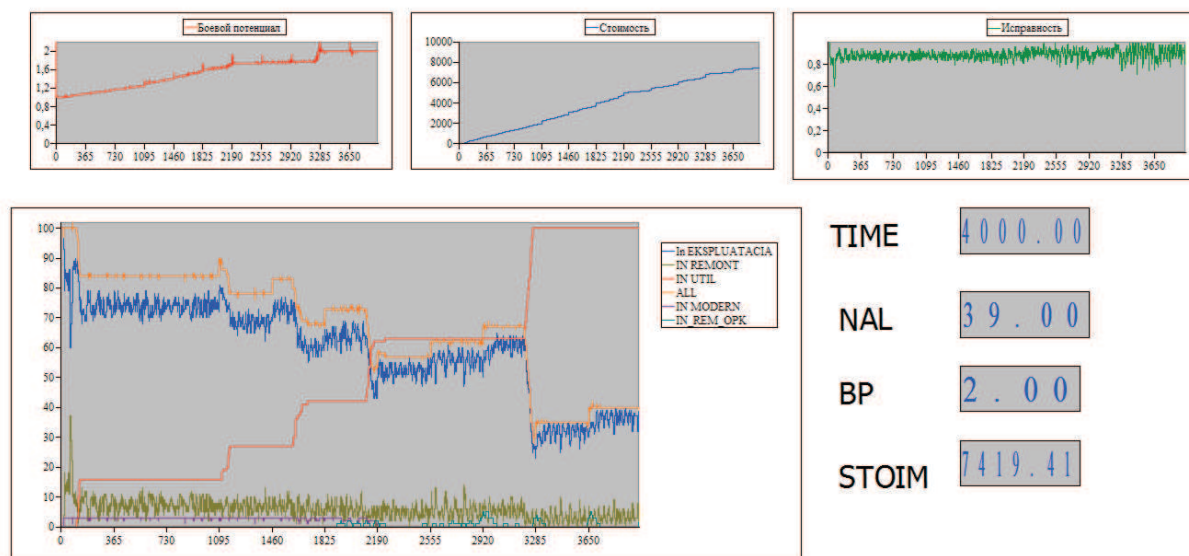 Боевой потенциал
2
1,6
1,2
0,8
0,4
0
0 365 730 1095 1460 1825 2190 2555 2920 3285 3650
Стоимость
10000
8000
6000
4000
2000
0
0 365 730 1095 1460 1825 2190 2555 2920 3285 3650
Исправность
0,8
0,6
0,4
0,2
0
0 365 730 1095 1460 1825 2190 2555 2920 3285 3650
100
90
80
70
60
50
40
30
20
10
0
0 365 730 1095 1460 1825 2190 2555 2920 3285 3650
In EKSPLUATACIA
IN REMONT
IN UTIL
ALL
IN MODERN
IN_REM_OPK
TIME 4000.00
NAL 39.00
BP 2.00
STOIM 7419.41